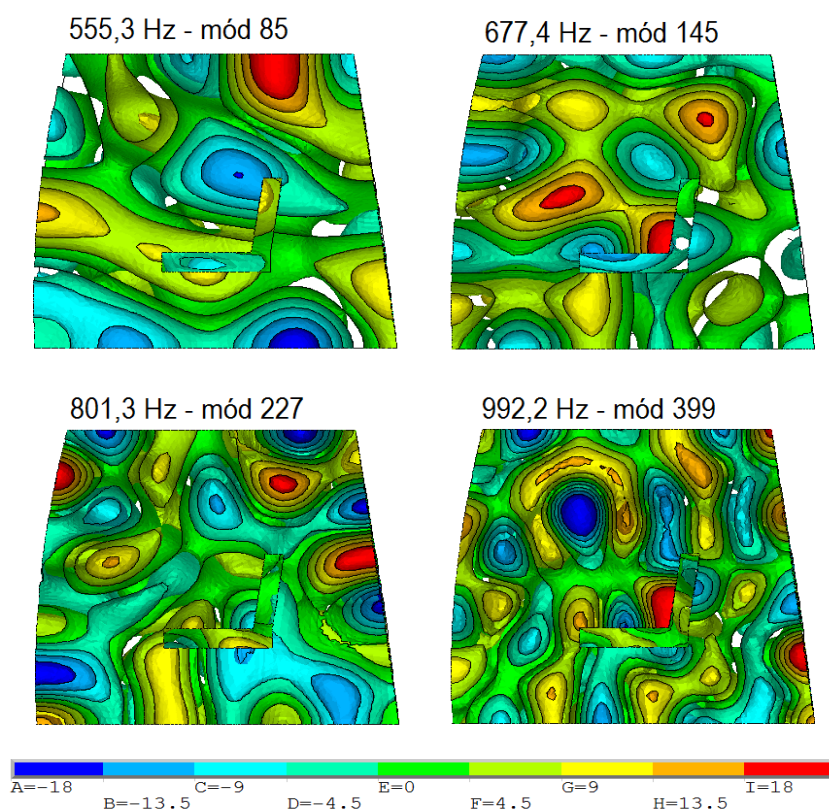 555,3 Hz - mód 85
677,4 Hz - mód 145
801,3 Hz - mód 227
992,2 Hz - mód 399
A=-18 C=-9 E=0 G=9 I=18
B=-13.5 D=-4.5 F=4.5 H=13.5